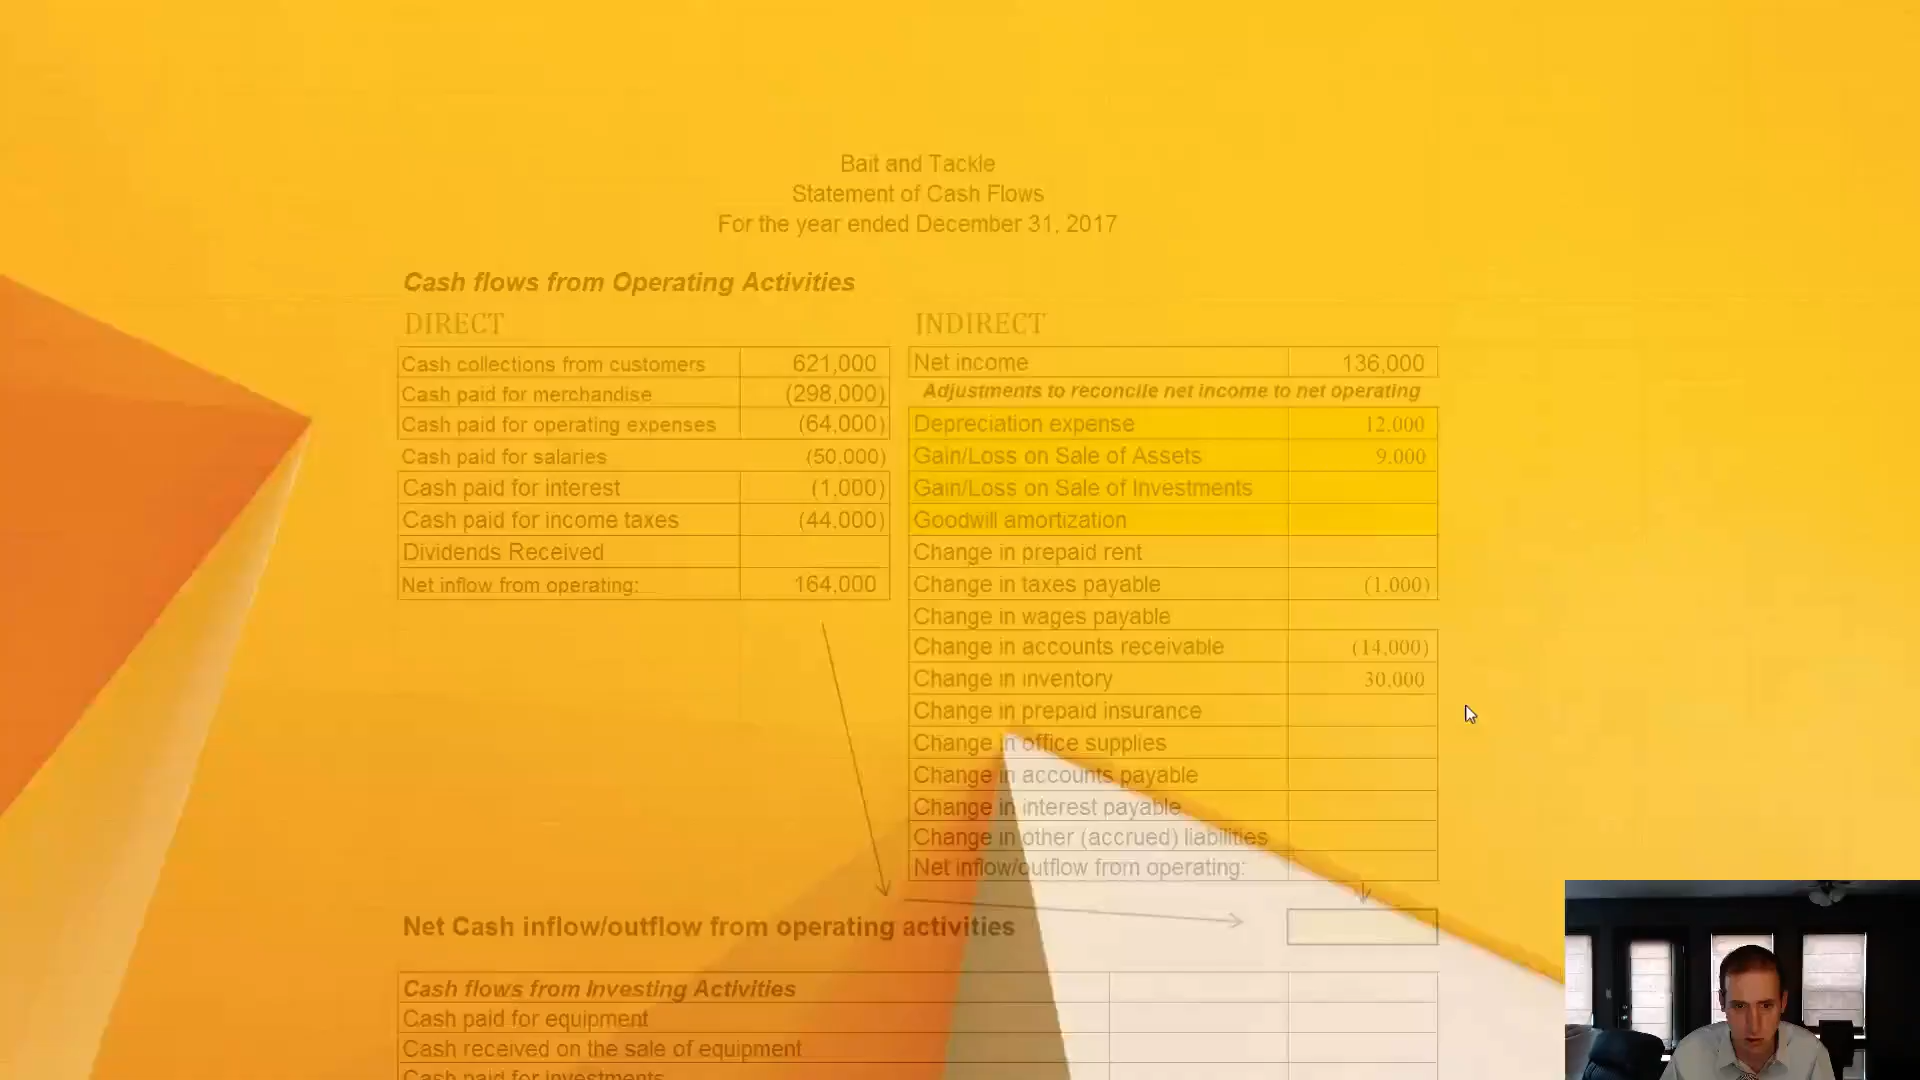 Bait and Tackle
Statement of Cash Flows
For the year ended December 31, 2017
Cash flows from Operating Activities
DIRECT
Cash collections from customers 621,000
Cash paid for merchandise (298,000)
Cash paid for operating expenses (64,000)
Cash paid for salaries (50,000)
Cash paid for interest (1,000)
Cash paid for income taxes (44,000)
Dividends Received
Net inflow from operating: 164,000
INDIRECT
Net income 136,000
Adjustments to reconcile net income to net operating
Depreciation expense 12,000
Gain/Loss on Sale of Assets 9,000
Gain/Loss on Sale of Investments
Goodwill amortization
Change in prepaid rent
Change in taxes payable (1,000)
Change in wages payable
Change in accounts receivable (14,000)
Change in inventory 30,000
Change in prepaid insurance
Change in office supplies
Change in accounts payable
Change in interest payable
Change in other (accrued) liabilities
Net inflow/outflow from operating:
Net Cash inflow/outflow from operating activities
Cash flows from Investing Activities
Cash paid for equipment
Cash received on the sale of equipment
Cash paid for investments